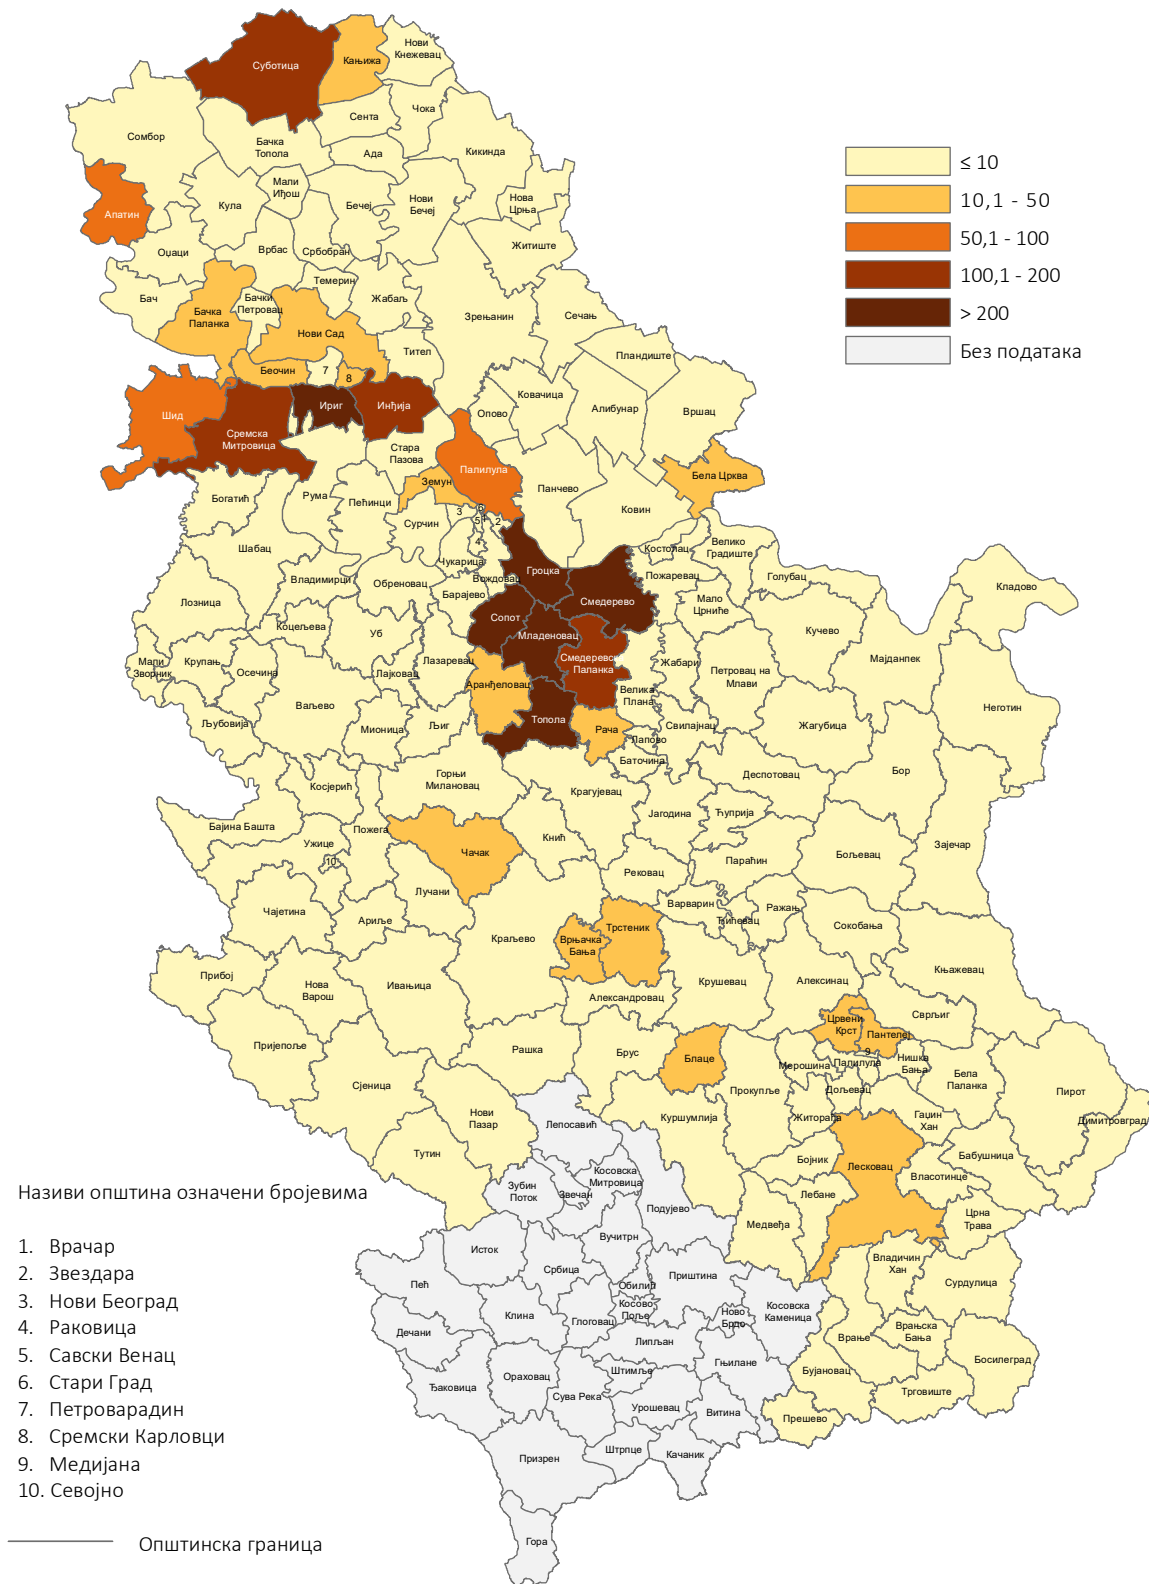 Суботица
Кањижа
Нови
Кнежевац
Сомбор
Бачка
Топола
Сента
Чока
Ада
Кикинда
Апатин
Кула
Мали
Иђош
Бечеј
Нови
Бечеј
Нова
Црња
Житиште
Оџаци
Врбас
Србобран
Бач
Бачка
Паланка
Бачки
Петровац
Темерин
Нови Сад
Жабаљ
Зрењанин
Сечањ
Тител
Пландиште
Беочин
7
8
Шид
Сремска
Митровица
Ириг
Инђија
Опово
Ковачица
Алибунар
Вршац
Стара
Пазова
Палилула
Бела Црква
Земун
Панчево
Ковин
Богатић
Рума
Пећинци
Сурчин
3
6
5
1
2
4
Шабац
Владимирци
Обреновац
Чукарица
Вождовац
Барајево
Гроцка
Костолац
Велико
Градиште
Пожаревац
Голубац
Кладово
Лозница
Коцељева
Уб
Сопот
Смедерево
Мало
Црниће
Кучево
Мајданпек
Младеновац
Мали
Зворник
Крупањ
Осечина
Лајковац
Лазаревац
Смедеревска
Паланка
Жабари
Петровац на
Млави
Аранђеловац
Ваљево
Велика
Плана
Жагубица
Неготин
Љубовија
Мионица
Љиг
Топола
Рача
Лапово
Свилајнац
Баточина
Косјерић
Горњи
Милановац
Крагујевац
Деспотовац
Бор
Бајина Башта
Ужице
Пожега
10
Чачак
Кнић
Јагодина
Ћуприја
Параћин
Бољевац
Зајечар
Лучани
Рековац
Чајетина
Ариље
Краљево
Врњачка
Бања
Трстеник
Варварин
Ћићевац
Ражањ
Сокобања
Прибој
Нова
Варош
Ивањица
Крушевац
Алексинац
Књажевац
Александровац
Пријепоље
Сјеница
Рашка
Брус
Блаце
Црвени
Крст
Пантелеј
Сврљиг
9
Мерошина
Палилула
Нишка
Бања
Бела
Паланка
Пирот
Прокупље
Дољевац
Нови
Пазар
Лепосавић
Куршумлија
Житорађа
Гаџин
Хан
Димитровград
Тутин
Бојник
Лесковац
Власотинце
Бабушница
Косовска
Митровица
Зубин
Поток
Звечан
Лебане
Подујево
Медвеђа
Црна
Трава
Исток
Вучитрн
Србица
Приштина
Владичин
Хан
Сурдулица
Пећ
Обилић
Клина
Косово
Поље
Глоговац
Ново
Брдо
Косовска
Каменица
Врање
Врањска
Бања
Дечани
Липљан
Босилеград
Гњилане
Штимље
Ораховац
Бујановац
Ђаковица
Сува Река
Урошевац
Витина
Трговиште
Прешево
Штрпце
Качаник
Призрен
Гора
≤ 10
10,1 - 50
50,1 - 100
100,1 - 200
> 200
Без података
Називи општина означени бројевима
1. Врачар
2. Звездара
3. Нови Београд
4. Раковица
5. Савски Венац
6. Стари Град
7. Петроварадин
8. Сремски Карловци
9. Медијана
10. Севојно
Општинска граница